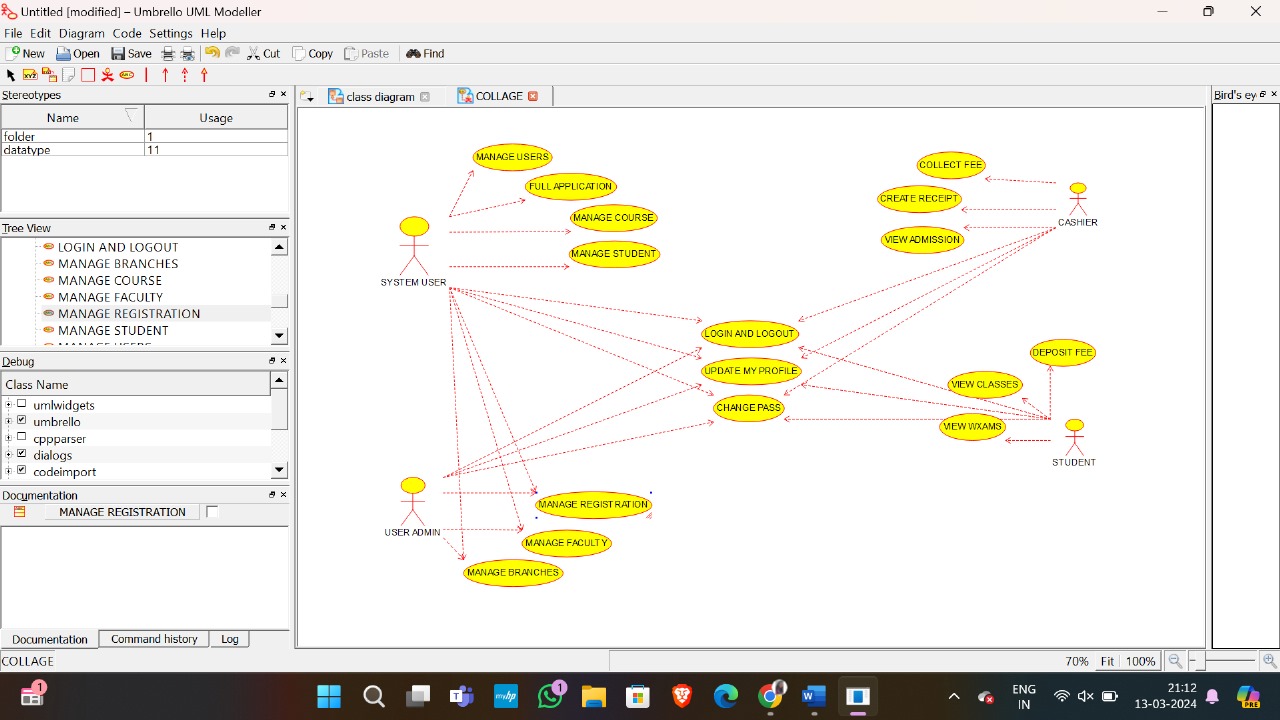 Untitled [modified] – Umbrello UML Modeller
File Edit Diagram Code Settings Help
New Open Save Cut Copy Paste Find
Stereotypes
Name Usage
folder 1
datatype 11
Tree View
LOGIN AND LOGOUT
MANAGE BRANCHES
MANAGE COURSE
MANAGE FACULTY
MANAGE REGISTRATION
MANAGE STUDENT
Debug
Class Name
umlwidgets
umbrello
cppparser
dialogs
codeimport
Documentation
MANAGE REGISTRATION
Documentation Command history Log
COLLAGE
class diagram COLLAGE
MANAGE USERS
FULL APPLICATION
MANAGE COURSE
MANAGE STUDENT
SYSTEM USER
COLLECT FEE
CREATE RECEIPT
VIEW ADMISSION
CASHIER
LOGIN AND LOGOUT
UPDATE MY PROFILE
CHANGE PASS
DEPOSIT FEE
VIEW CLASSES
VIEW WXAMS
STUDENT
USER ADMIN
MANAGE REGISTRATION
MANAGE FACULTY
MANAGE BRANCHES
Bird's ey
70% Fit 100%
1
myhp
1
W
ENG
IN
21:12
13-03-2024
PRE